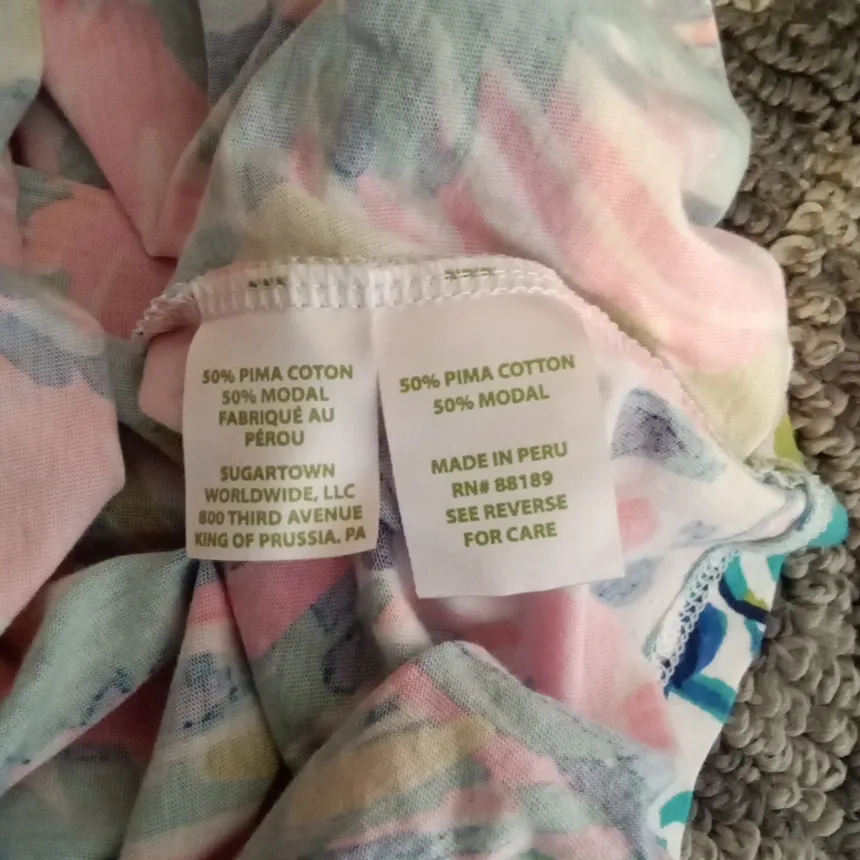 50% PIMA COTON
50% MODAL
FABRIQUÉ AU
PÉROU
SUGARTOWN
WORLDWIDE, LLC
800 THIRD AVENUE
KING OF PRUSSIA, PA
50% PIMA COTTON
50% MODAL
MADE IN PERU
RN# 88189
SEE REVERSE
FOR CARE